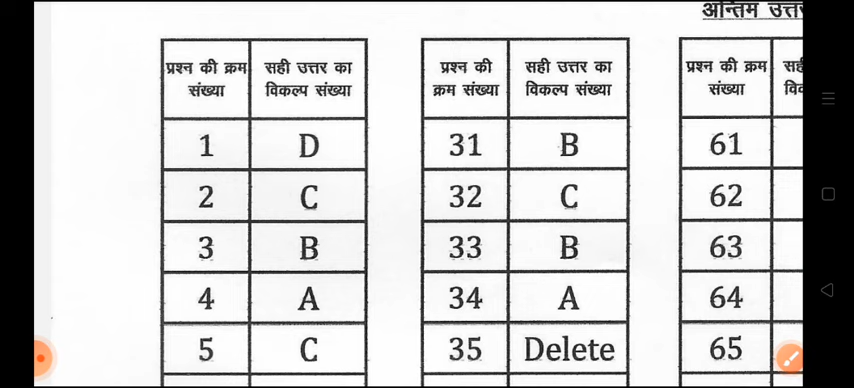 अन्तिम उत्तर
प्रश्न की क्रम संख्या | सही उत्तर का विकल्प संख्या
1 D
2 C
3 B
4 A
5 C
प्रश्न की क्रम संख्या | सही उत्तर का विकल्प संख्या
31 B
32 C
33 B
34 A
35 Delete
प्रश्न की क्रम संख्या
61
62
63
64
65